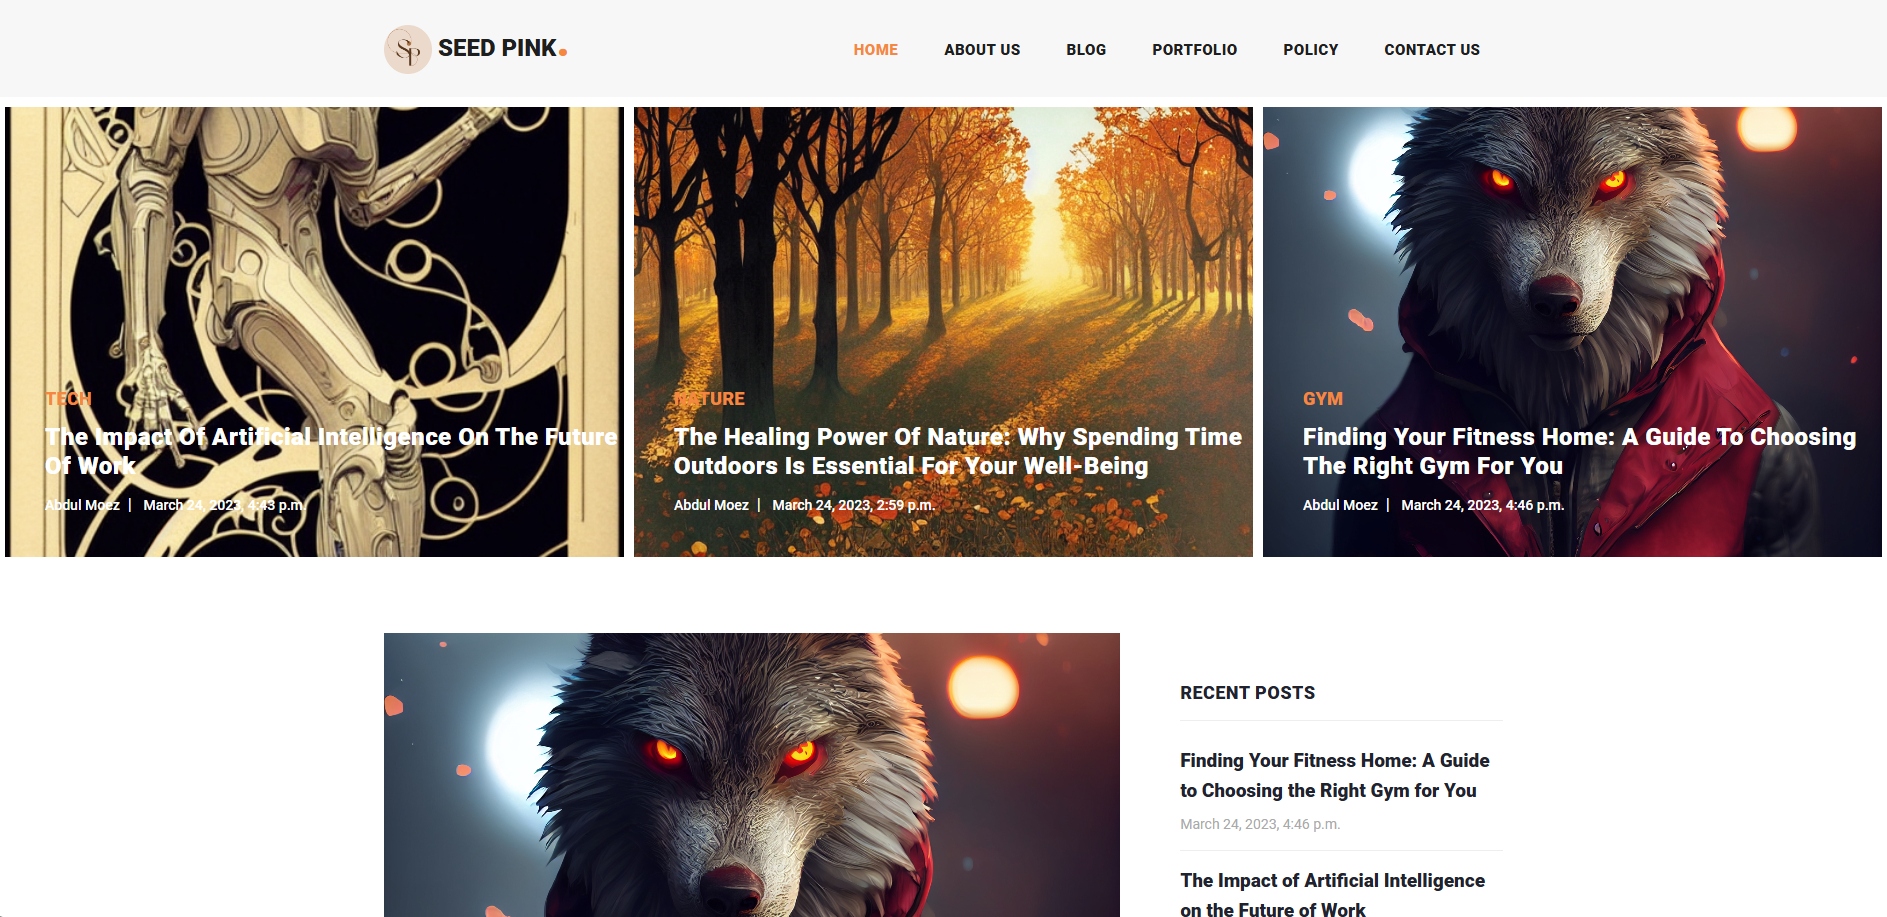 SP SEED PINK.
HOME ABOUT US BLOG PORTFOLIO POLICY CONTACT US
TECH
The Impact Of Artificial Intelligence On The Future
Of Work
Abdul Moez | March 24, 2023, 4:43 p.m.
NATURE
The Healing Power Of Nature: Why Spending Time
Outdoors Is Essential For Your Well-Being
Abdul Moez | March 24, 2023, 2:59 p.m.
GYM
Finding Your Fitness Home: A Guide To Choosing
The Right Gym For You
Abdul Moez | March 24, 2023, 4:46 p.m.
RECENT POSTS
Finding Your Fitness Home: A Guide
to Choosing the Right Gym for You
March 24, 2023, 4:46 p.m.
The Impact of Artificial Intelligence
on the Future of Work